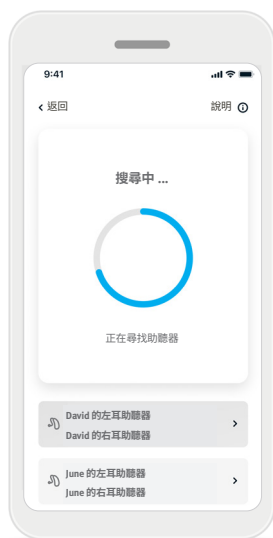 9:41
返回
說明
搜尋中 ...
正在尋找助聽器
David 的左耳助聽器
David 的右耳助聽器
June 的左耳助聽器
June 的右耳助聽器